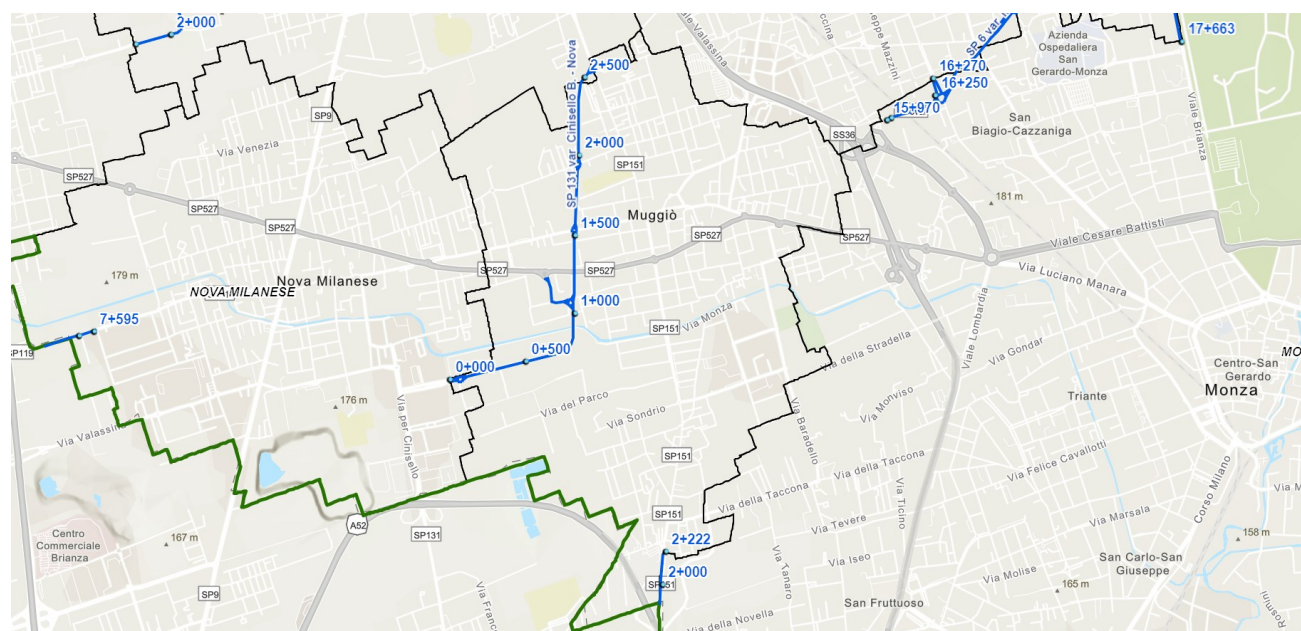 2+000
17+663
2+500
SP 131 var Cinisello B. - Nova
Via Valassina
Azienda
Ospedaliera
San
Gerardo-Monza
SP 6 var
16+270
16+250
15+970
San
Biagio-Cazzaniga
Viale Brianza
SP9
Via Venezia
SS36
2+000
SP151
SP527
SP527
SP527
181 m
1+500
Muggiò
SP527
SP527
Viale Cesare Battisti
SP527
SP527
Via Luciano Manara
179 m
NOVA MILANESE
Nova Milanese
1+000
7+595
SP151
Via Monza
Viale Lombardia
SP119
0+500
0+000
Via della Stradella
Via Gondar
Centro-San
Gerardo
MO
Monza
Triante
176 m
Via del Parco
Via Sondrio
Via Monviso
Via per Cinisello
Via Baradello
Via Valassina
SP151
Via della Taccona
Via Felice Cavallotti
Corso Milano
Via M
Via della Taccona
Via Ticino
SP151
Via Tevere
Via Marsala
A52
SP131
Centro
Commerciale
Brianza
167 m
158 m
2+222
Via Iseo
San Carlo-San
Giuseppe
2+000
Via Tanaro
Via Molise
165 m
SP9
Via Franc
San Fruttuoso
Via della Novella
Rosmini